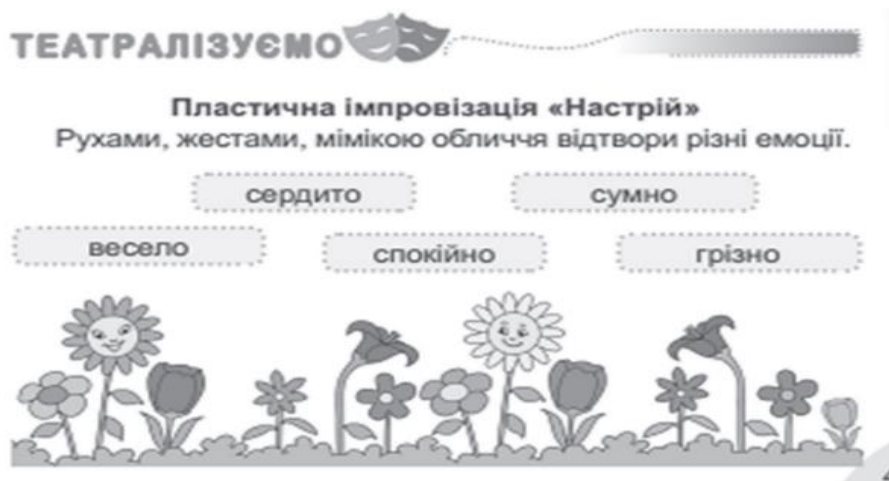 ТЕАТРАЛІЗУЄМО
Пластична імпровізація «Настрій»
Рухами, жестами, мімікою обличчя відтвори різні емоції.
сердито сумно
весело спокійно грізно